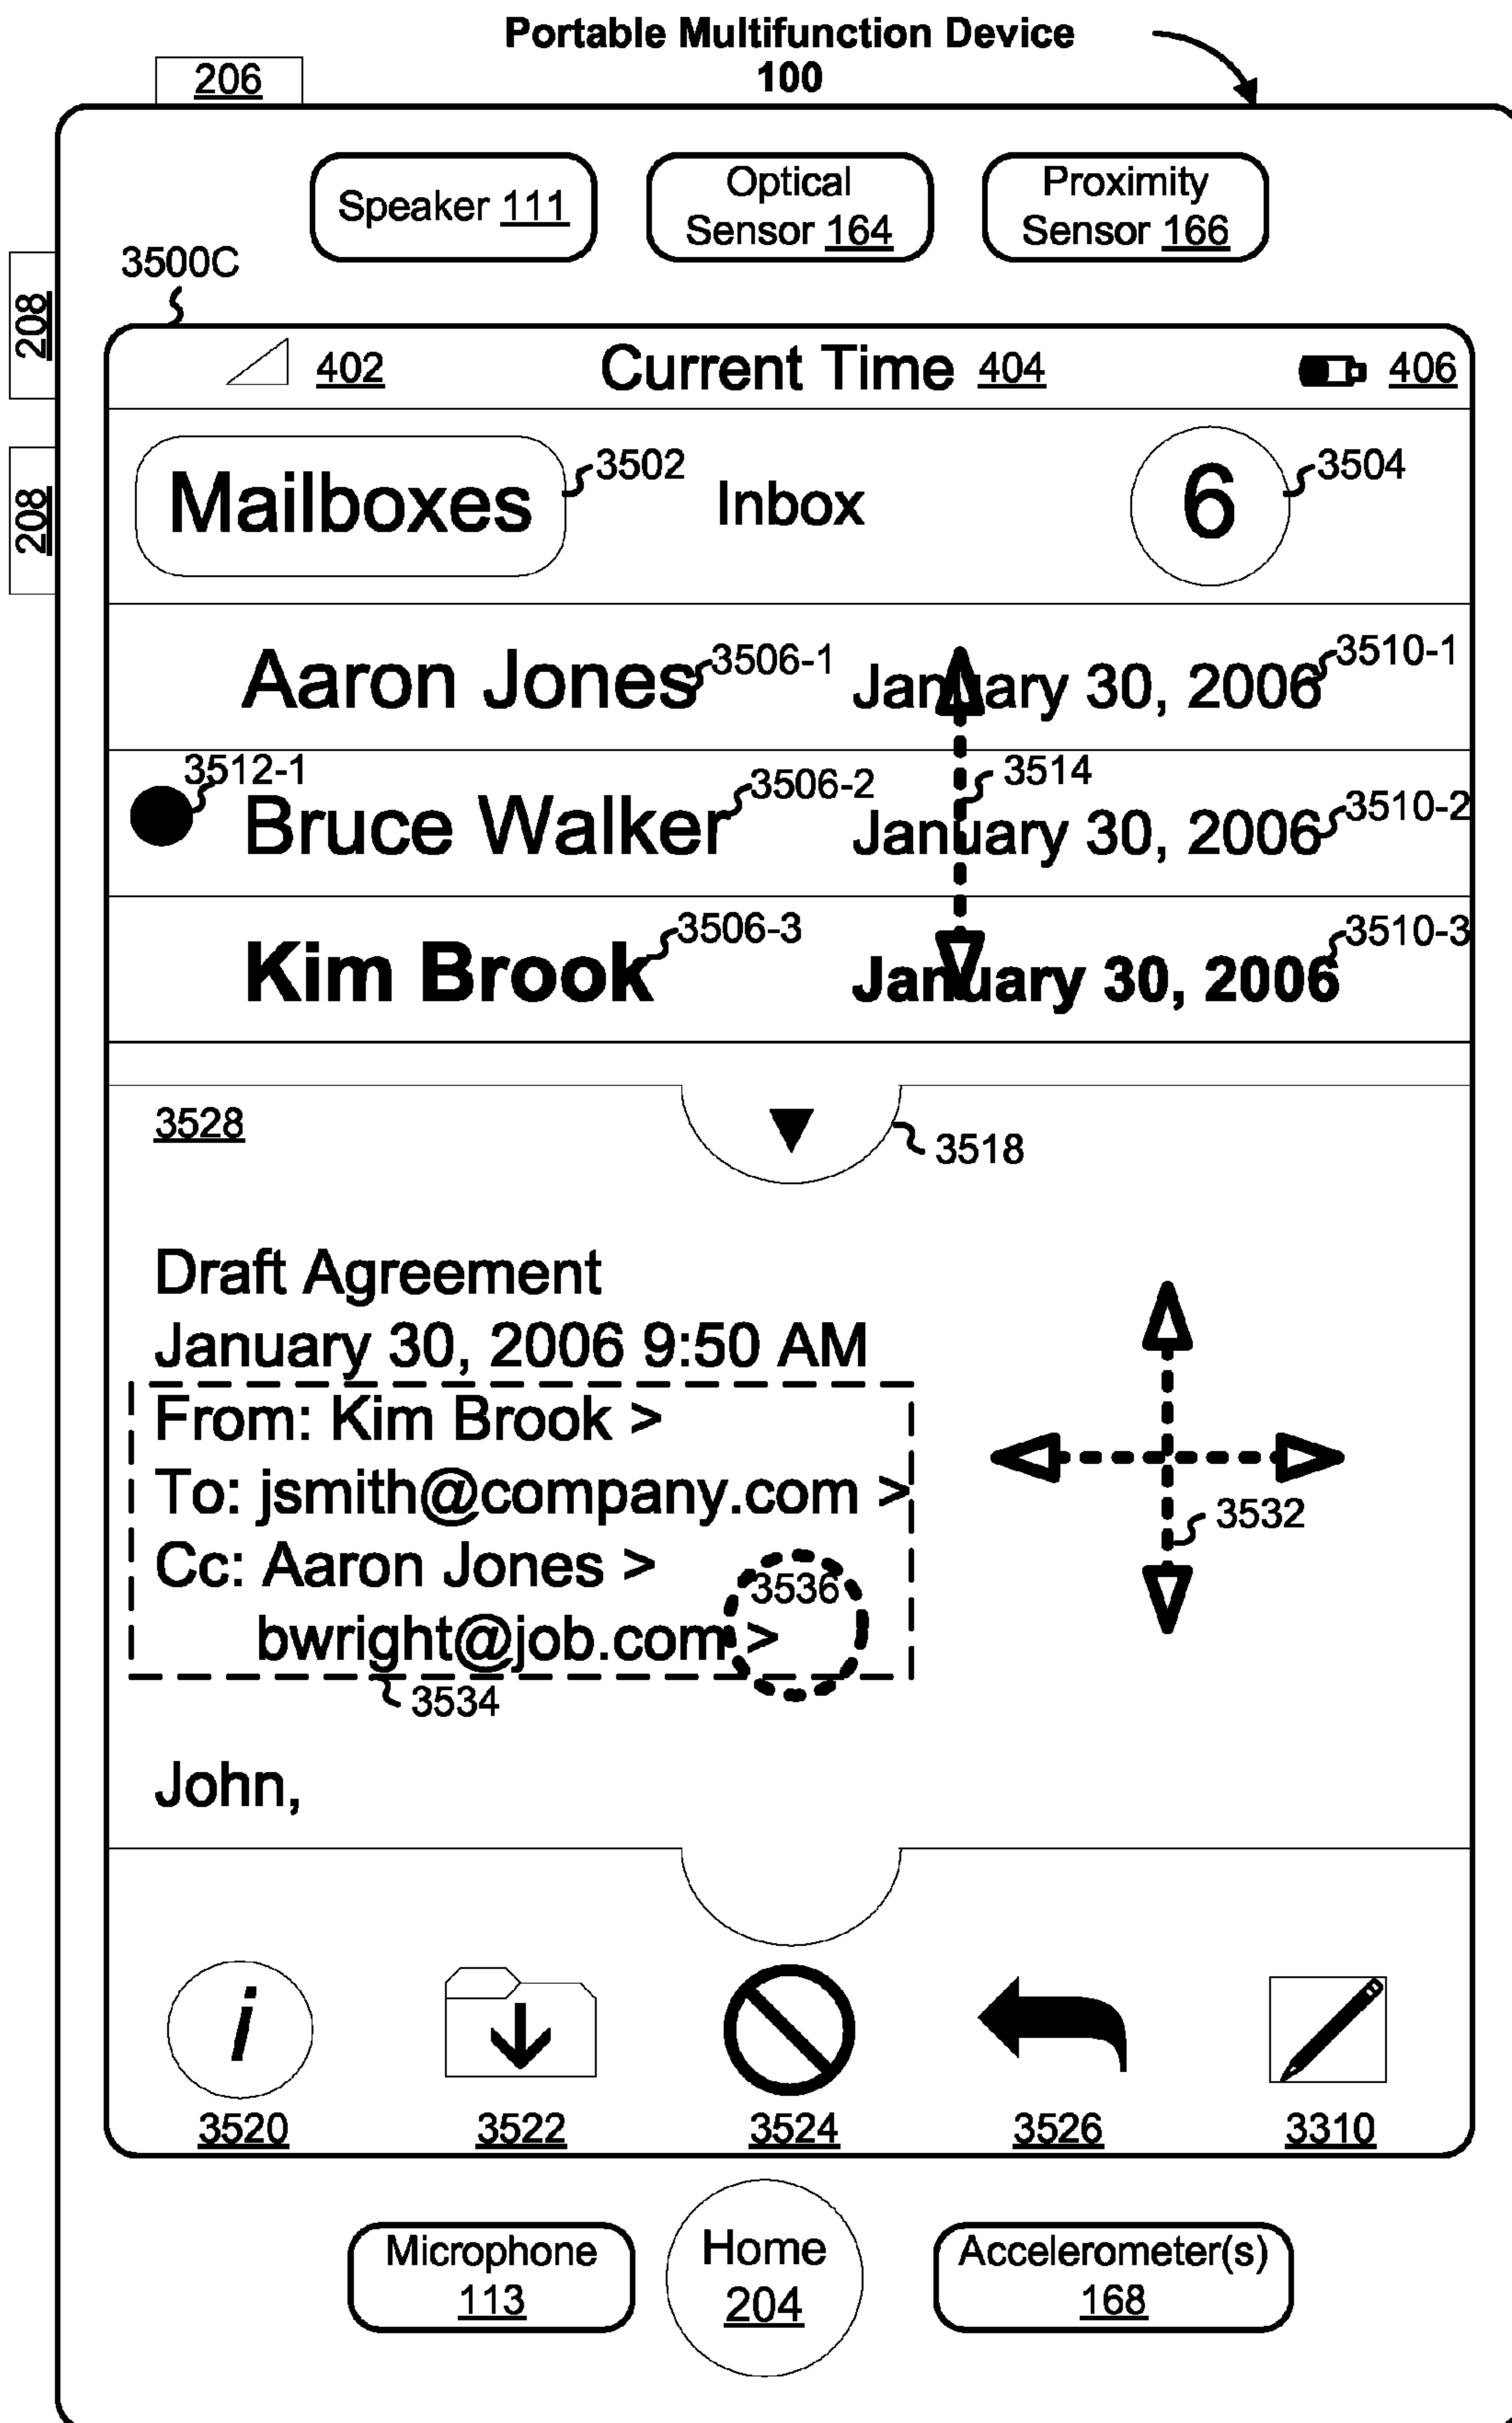 Portable Multifunction Device
100
206
Speaker 111
Optical
Sensor 164
Proximity
Sensor 166
3500C
208
208
402
Current Time 404
406
Mailboxes
3502
Inbox
6
3504
Aaron Jones
3506-1
January 30, 2006
3510-1
3512-1
Bruce Walker
3506-2
3514
January 30, 2006
3510-2
Kim Brook
3506-3
January 30, 2006
3510-3
3528
3518
Draft Agreement
January 30, 2006 9:50 AM
From: Kim Brook >
To: jsmith@company.com >
3532
Cc: Aaron Jones >
3536
bwright@job.com >
3534
John,
i
3520
3522
3524
3526
3310
Microphone
113
Home
204
Accelerometer(s)
168